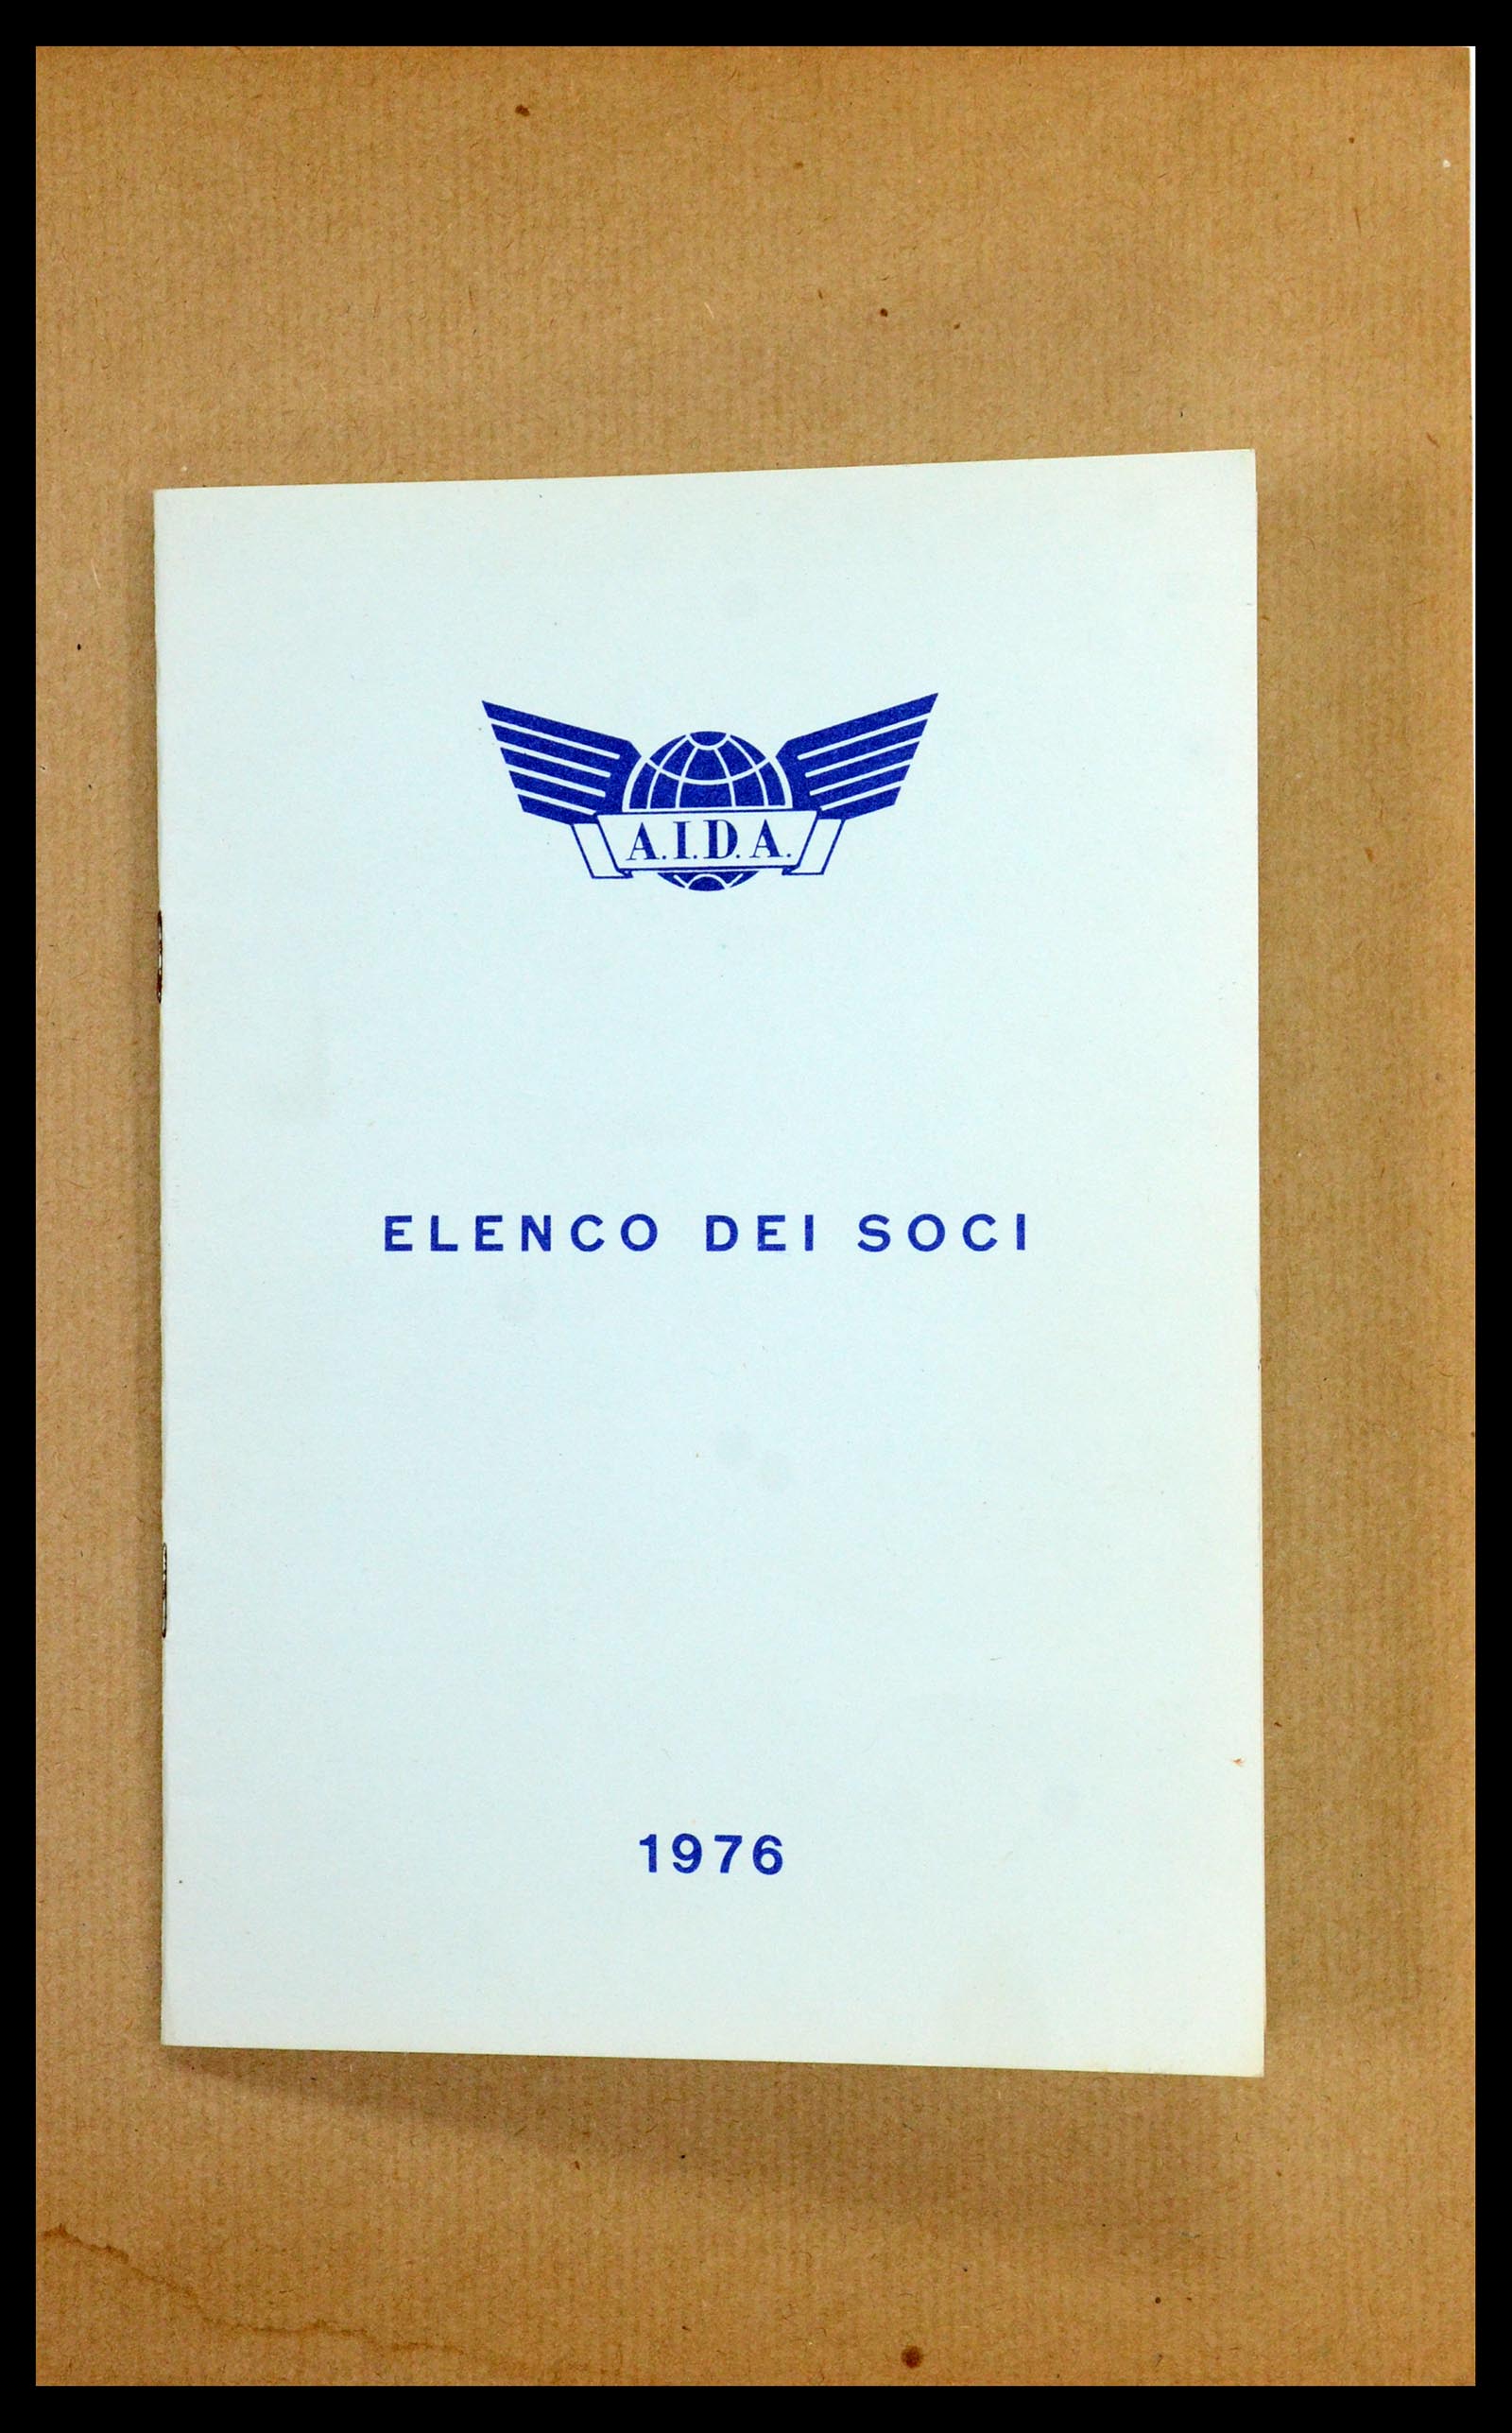 A.I.D.A.
ELENCO DEI SOCI
1976